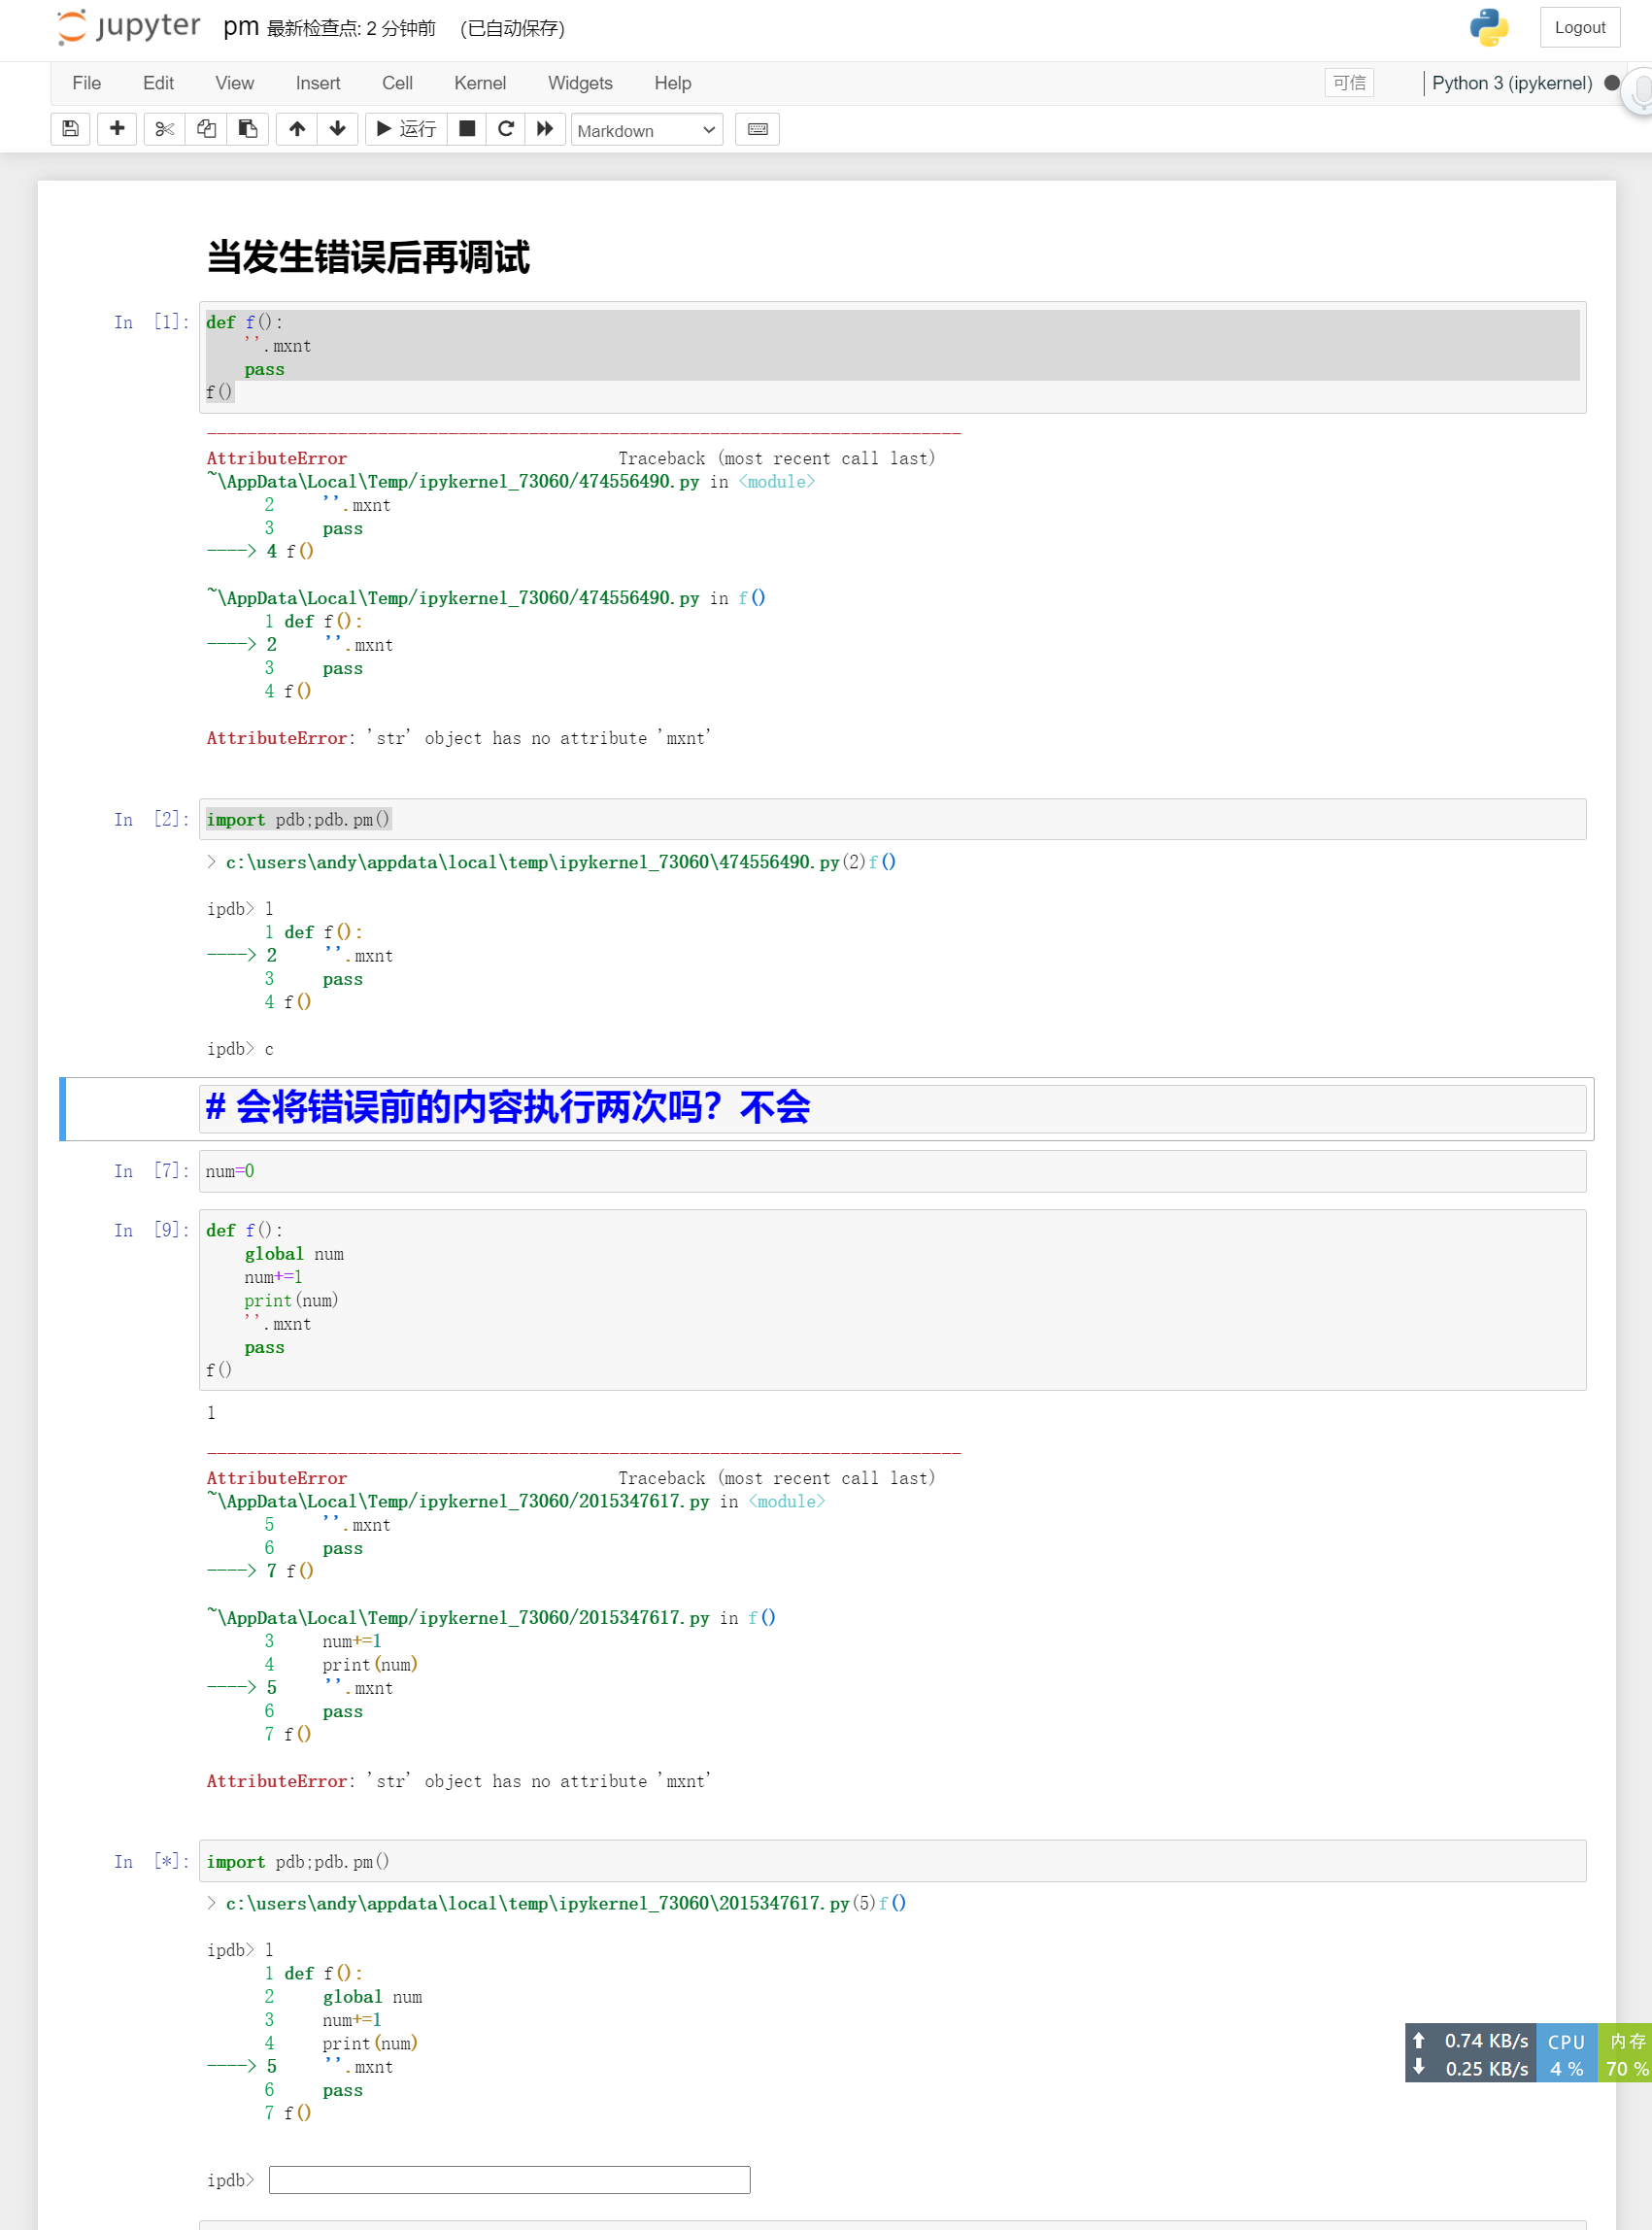 jupyter pm 最新检查点: 2 分钟前 (已自动保存) Logout
File Edit View Insert Cell Kernel Widgets Help 可信 Python 3 (ipykernel)
运行 Markdown
当发生错误后再调试
In [1]: def f():
''.mxnt
pass
f()
---------------------------------------------------------------------------
AttributeError Traceback (most recent call last)
~\AppData\Local\Temp/ipykernel_73060/474556490.py in <module>
2 ''.mxnt
3 pass
----> 4 f()
~\AppData\Local\Temp/ipykernel_73060/474556490.py in f()
1 def f():
----> 2 ''.mxnt
3 pass
4 f()
AttributeError: 'str' object has no attribute 'mxnt'
In [2]: import pdb;pdb.pm()
> c:\users\andy\appdata\local\temp\ipykernel_73060\474556490.py(2)f()
ipdb> l
1 def f():
----> 2 ''.mxnt
3 pass
4 f()
ipdb> c
# 会将错误前的内容执行两次吗？不会
In [7]: num=0
In [9]: def f():
global num
num+=1
print(num)
''.mxnt
pass
f()
1
---------------------------------------------------------------------------
AttributeError Traceback (most recent call last)
~\AppData\Local\Temp/ipykernel_73060/2015347617.py in <module>
5 ''.mxnt
6 pass
----> 7 f()
~\AppData\Local\Temp/ipykernel_73060/2015347617.py in f()
3 num+=1
4 print(num)
----> 5 ''.mxnt
6 pass
7 f()
AttributeError: 'str' object has no attribute 'mxnt'
In [*]: import pdb;pdb.pm()
> c:\users\andy\appdata\local\temp\ipykernel_73060\2015347617.py(5)f()
ipdb> l
1 def f():
2 global num
3 num+=1
4 print(num)
----> 5 ''.mxnt
6 pass
7 f()
ipdb>
0.74 KB/s CPU 内存
0.25 KB/s 4 % 70 %